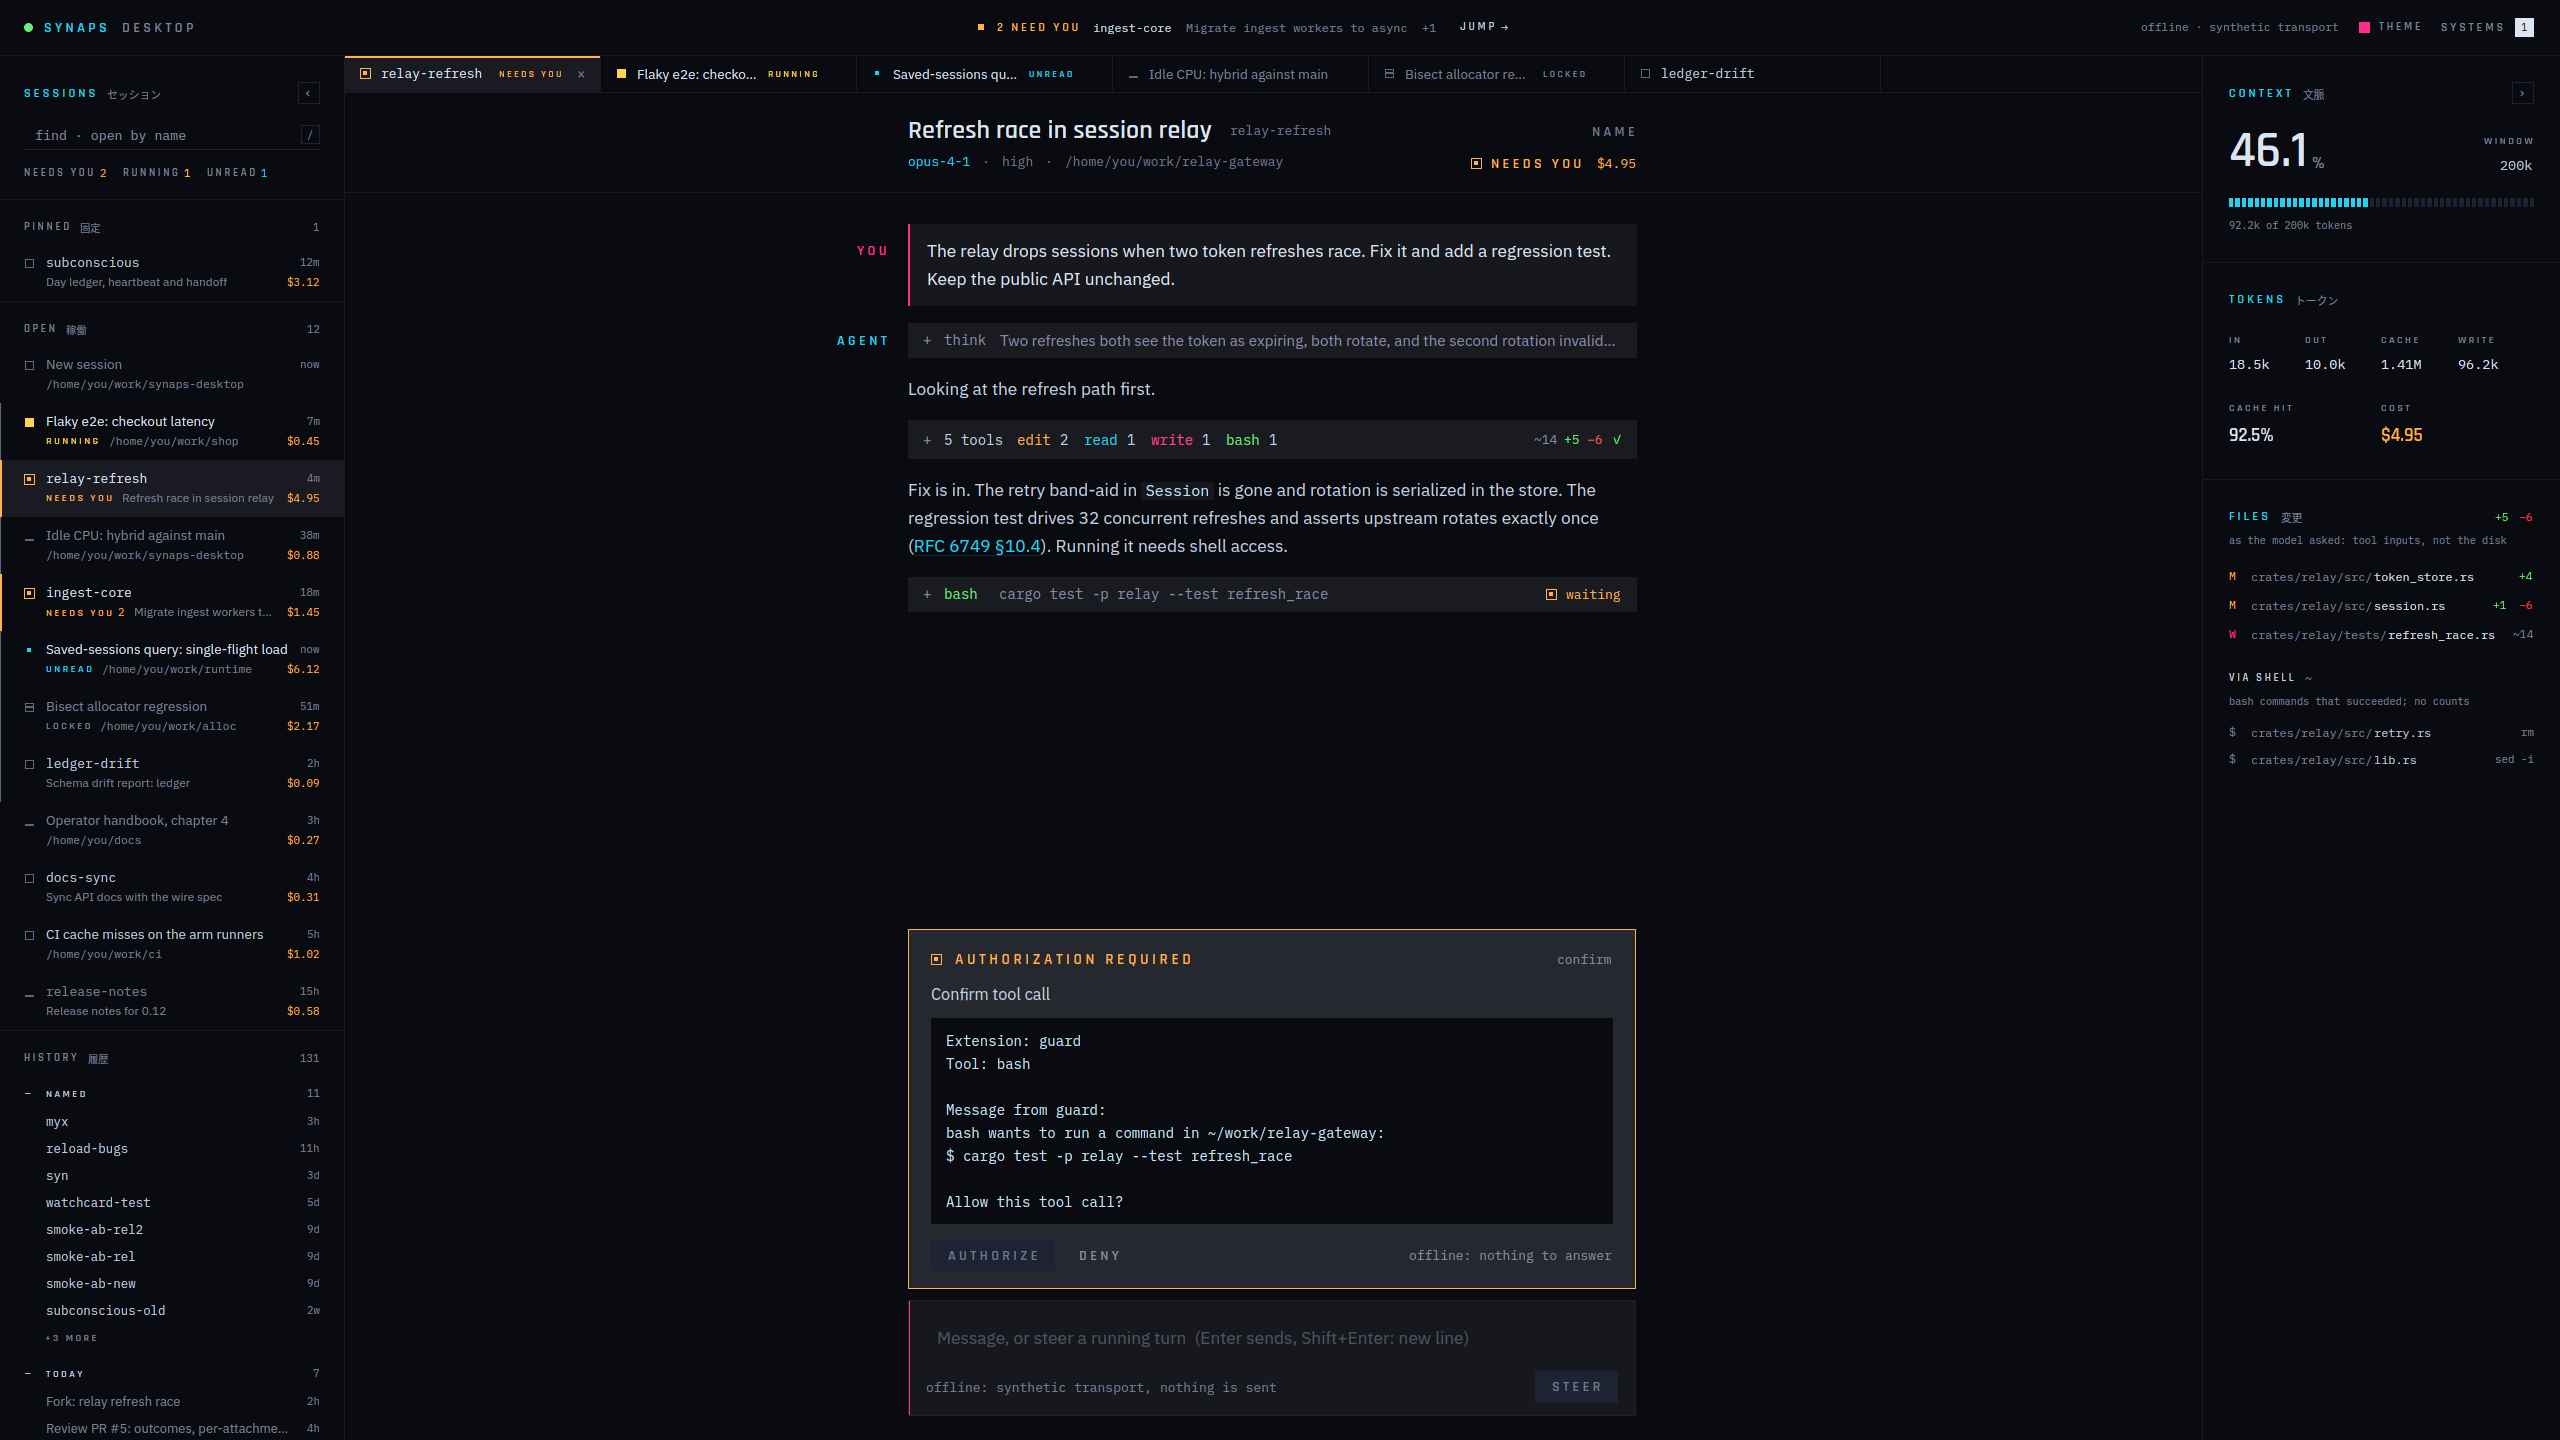 SYNAPS DESKTOP
2 NEED YOU ingest-core Migrate ingest workers to async +1 JUMP →
offline · synthetic transport THEME SYSTEMS 1
SESSIONS セッション ‹
find · open by name /
NEEDS YOU 2 RUNNING 1 UNREAD 1
PINNED 固定 1
subconscious 12m
Day ledger, heartbeat and handoff $3.12
OPEN 稼働 12
New session now
/home/you/work/synaps-desktop
Flaky e2e: checkout latency 7m
RUNNING /home/you/work/shop $0.45
relay-refresh 4m
NEEDS YOU Refresh race in session relay $4.95
Idle CPU: hybrid against main 38m
/home/you/work/synaps-desktop $0.88
ingest-core 18m
NEEDS YOU 2 Migrate ingest workers t… $1.45
Saved-sessions query: single-flight load now
UNREAD /home/you/work/runtime $6.12
Bisect allocator regression 51m
LOCKED /home/you/work/alloc $2.17
ledger-drift 2h
Schema drift report: ledger $0.09
Operator handbook, chapter 4 3h
/home/you/docs $0.27
docs-sync 4h
Sync API docs with the wire spec $0.31
CI cache misses on the arm runners 5h
/home/you/work/ci $1.02
release-notes 15h
Release notes for 0.12 $0.58
HISTORY 履歴 131
– NAMED 11
myx 3h
reload-bugs 11h
syn 3d
watchcard-test 5d
smoke-ab-rel2 9d
smoke-ab-rel 9d
smoke-ab-new 9d
subconscious-old 2w
+3 MORE
– TODAY 7
Fork: relay refresh race 2h
Review PR #5: outcomes, per-attachme… 4h
relay-refresh NEEDS YOU ×
Flaky e2e: checko… RUNNING
Saved-sessions qu… UNREAD
Idle CPU: hybrid against main
Bisect allocator re… LOCKED
ledger-drift
Refresh race in session relay relay-refresh NAME
opus-4-1 · high · /home/you/work/relay-gateway NEEDS YOU $4.95
YOU
The relay drops sessions when two token refreshes race. Fix it and add a regression test.
Keep the public API unchanged.
AGENT
+ think Two refreshes both see the token as expiring, both rotate, and the second rotation invalid…
Looking at the refresh path first.
+ 5 tools edit 2 read 1 write 1 bash 1 ~14 +5 −6 √
Fix is in. The retry band-aid in Session is gone and rotation is serialized in the store. The
regression test drives 32 concurrent refreshes and asserts upstream rotates exactly once
(RFC 6749 §10.4). Running it needs shell access.
+ bash cargo test -p relay --test refresh_race waiting
AUTHORIZATION REQUIRED confirm
Confirm tool call
Extension: guard
Tool: bash
Message from guard:
bash wants to run a command in ~/work/relay-gateway:
$ cargo test -p relay --test refresh_race
Allow this tool call?
AUTHORIZE DENY offline: nothing to answer
Message, or steer a running turn (Enter sends, Shift+Enter: new line)
offline: synthetic transport, nothing is sent STEER
CONTEXT 文脈 ›
46.1 % WINDOW
200k
92.2k of 200k tokens
TOKENS トークン
IN OUT CACHE WRITE
18.5k 10.0k 1.41M 96.2k
CACHE HIT COST
92.5% $4.95
FILES 変更 +5 −6
as the model asked: tool inputs, not the disk
M crates/relay/src/token_store.rs +4
M crates/relay/src/session.rs +1 −6
W crates/relay/tests/refresh_race.rs ~14
VIA SHELL ~
bash commands that succeeded; no counts
$ crates/relay/src/retry.rs rm
$ crates/relay/src/lib.rs sed -i